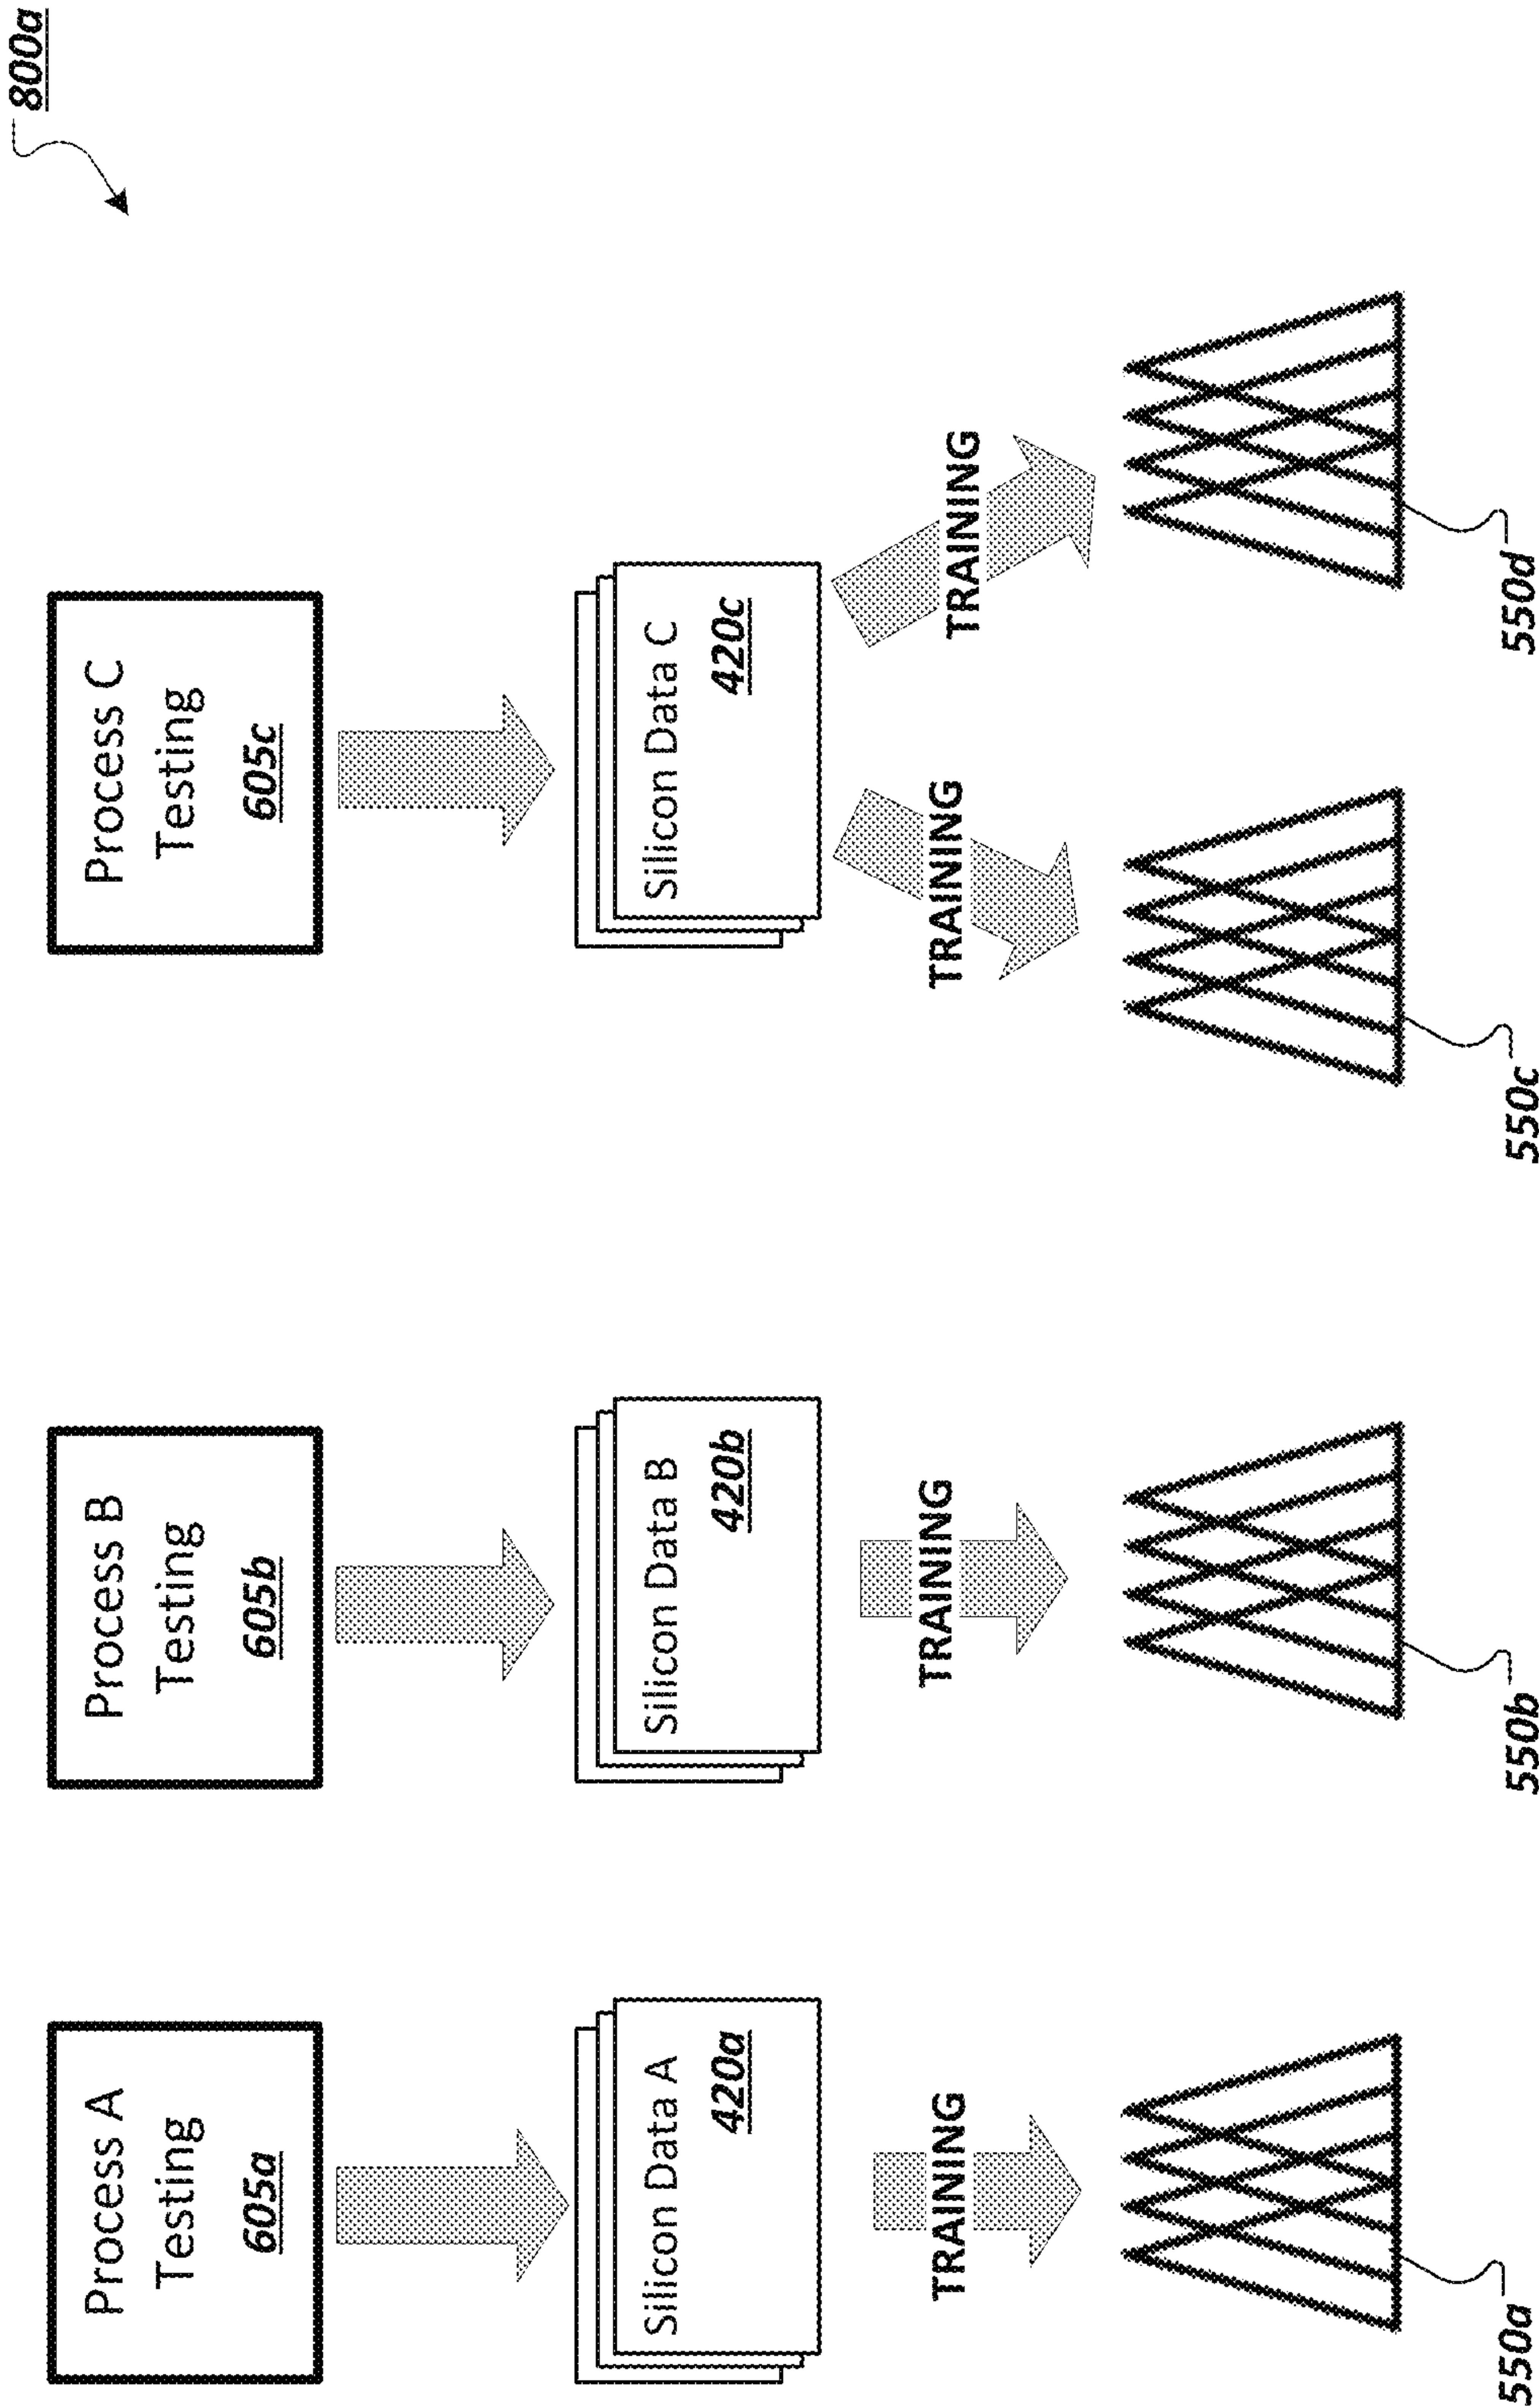 800a
Process A
Testing
605a
Process B
Testing
605b
Process C
Testing
605c
Silicon Data A
420a
Silicon Data B
420b
Silicon Data C
420c
TRAINING
TRAINING
TRAINING
TRAINING
550a
550b
550c
550d